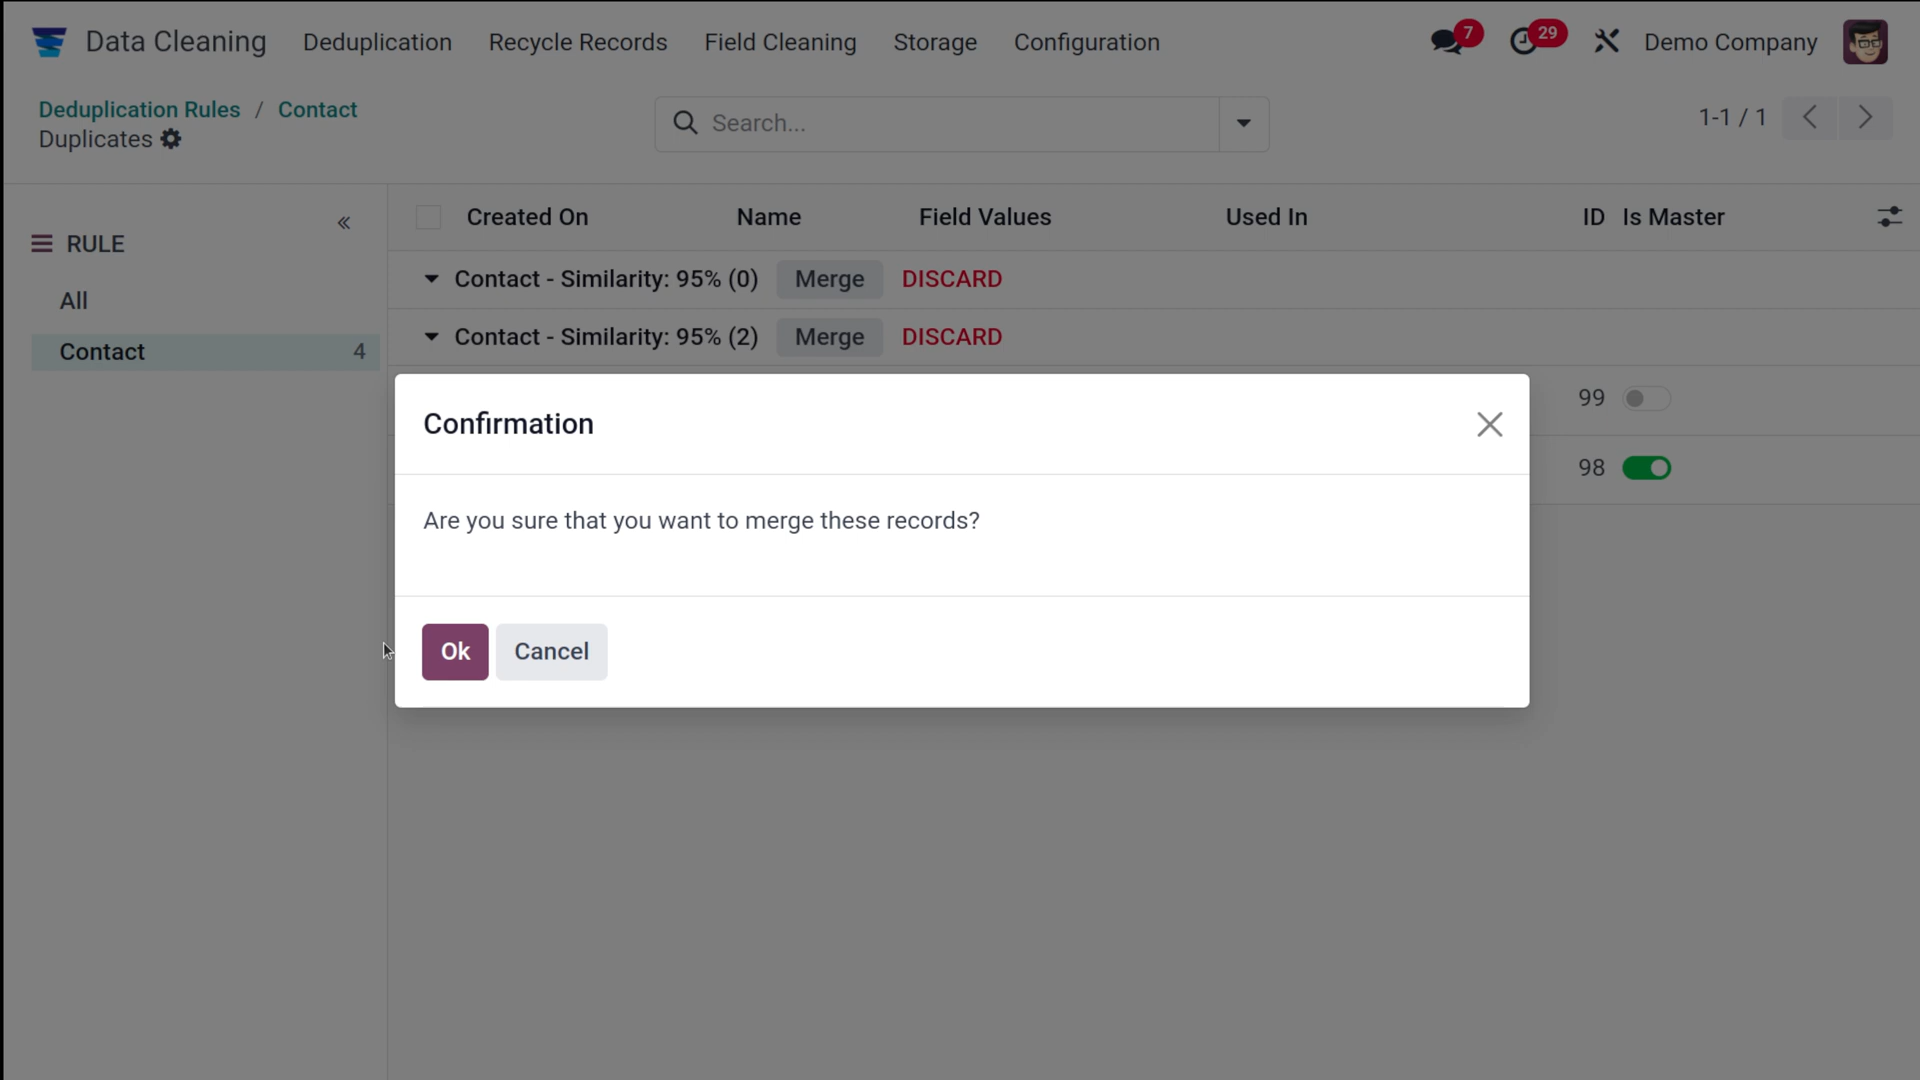 Data Cleaning Deduplication Recycle Records Field Cleaning Storage Configuration 7 29 Demo Company
Deduplication Rules / Contact
Duplicates
Search...
1-1 / 1
RULE
All
Contact 4
Created On Name Field Values Used In ID Is Master
Contact - Similarity: 95% (0) Merge DISCARD
Contact - Similarity: 95% (2) Merge DISCARD
99
98
Confirmation
Are you sure that you want to merge these records?
Ok Cancel